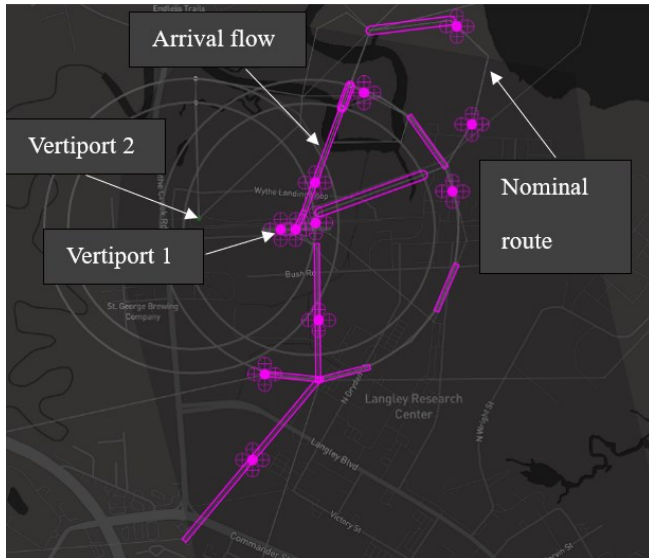 Endless Trails
Arrival flow
Vertiport 2
Wythe Landing Loop
Nominal
route
Vertiport 1
Bush Rd
St. George Brewing
Company
N Dryden
Langley Research
Center
N Wright St
Langley Blvd
Victory St
Commander